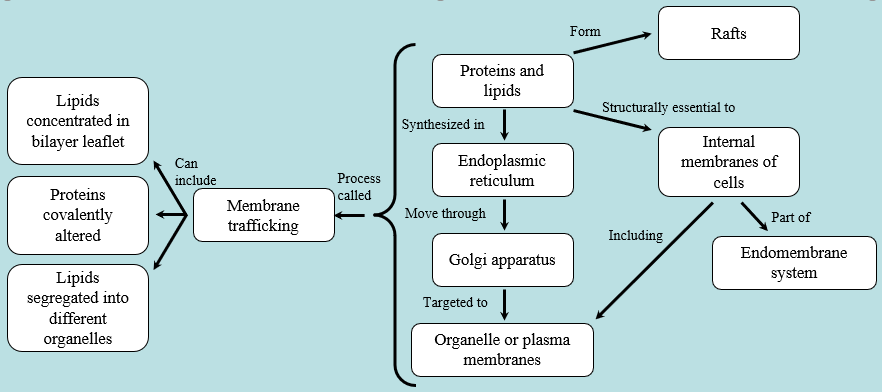 Form
Rafts
Proteins and
lipids
Structurally essential to
Synthesized in
Internal
membranes of
cells
Endoplasmic
reticulum
Lipids
concentrated in
bilayer leaflet
Can
include
Process
called
Proteins
covalently
altered
Membrane
trafficking
Move through
Including
Part of
Golgi apparatus
Endomembrane
system
Lipids
segregated into
different
organelles
Targeted to
Organelle or plasma
membranes